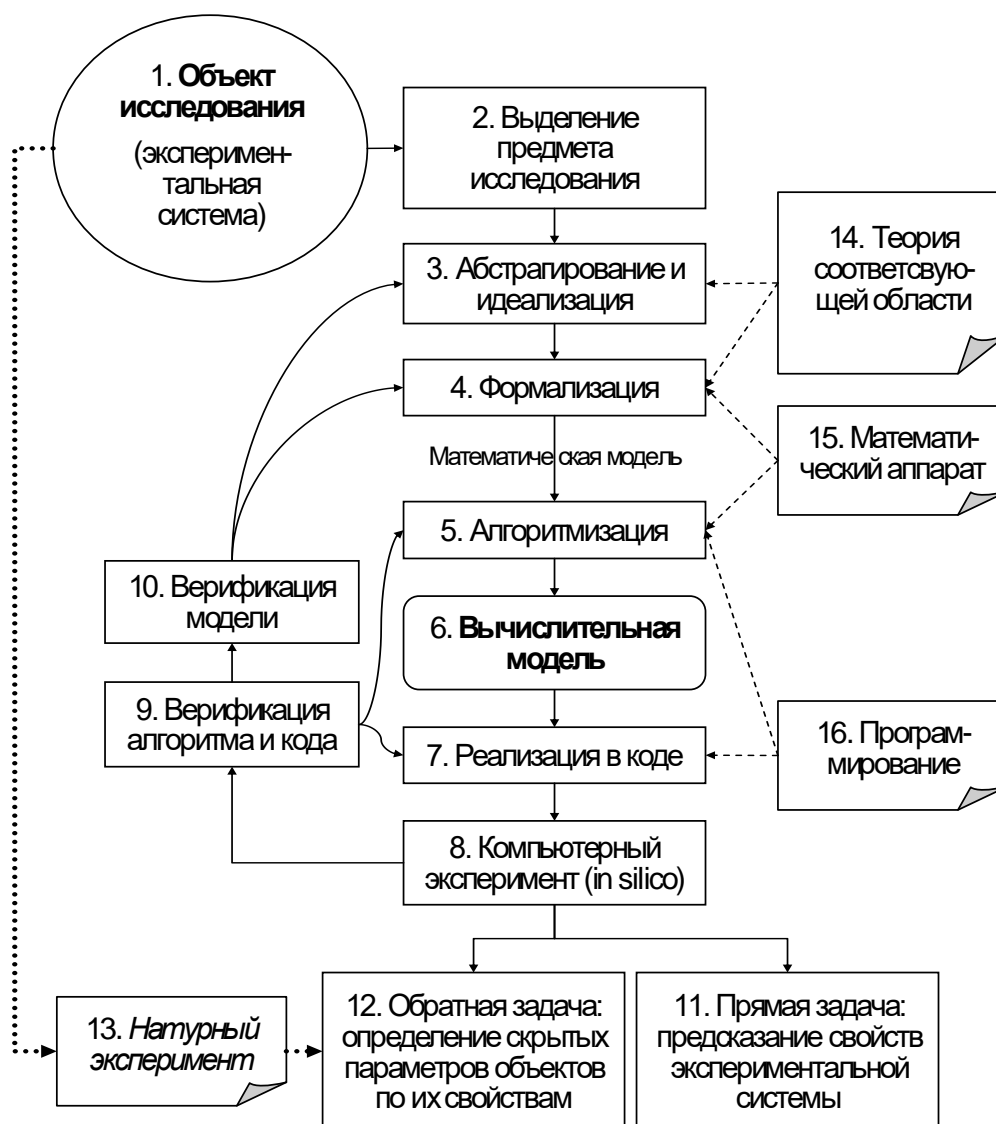 1. Объект
исследования
(эксперимен-
тальная
система)
2. Выделение
предмета
исследования
3. Абстрагирование и
идеализация
14. Теория
соответсвую-
щей области
4. Формализация
Математическая модель
15. Математи-
ческий аппарат
5. Алгоритмизация
10. Верификация
модели
6. Вычислительная
модель
9. Верификация
алгоритма и кода
7. Реализация в коде
16. Програм-
мирование
8. Компьютерный
эксперимент (in silico)
13. Натурный
эксперимент
12. Обратная задача:
определение скрытых
параметров объектов
по их свойствам
11. Прямая задача:
предсказание свойств
экспериментальной
системы